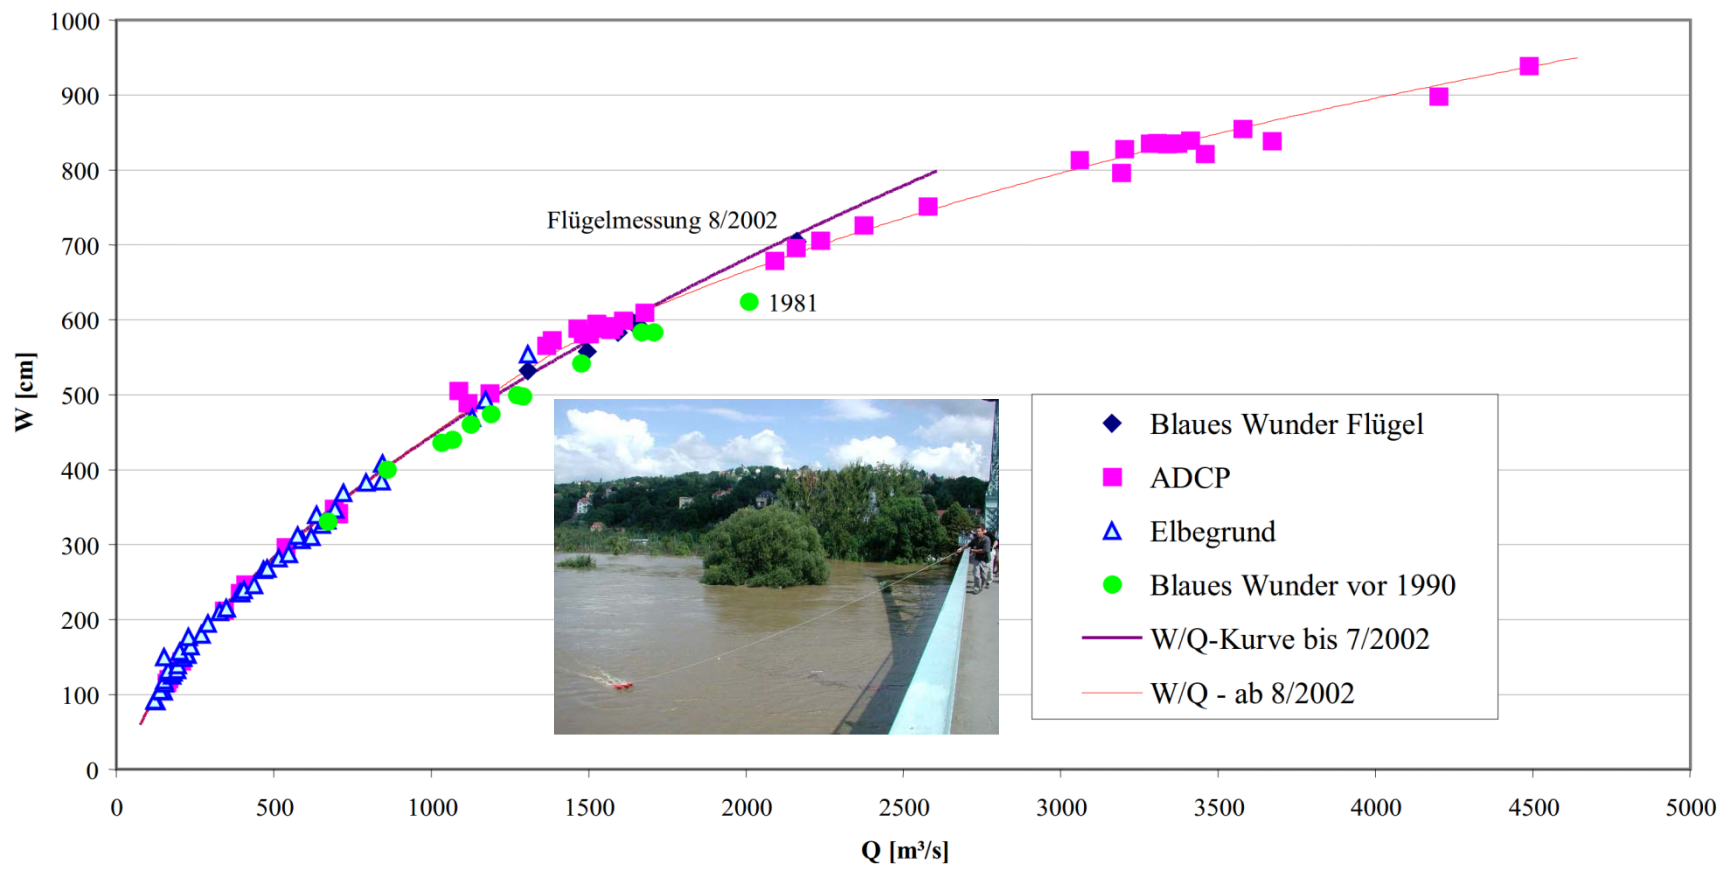 1000
900
800
700
600
500
400
300
200
100
0
W [cm]
Flügelmessung 8/2002
1981
Blaues Wunder Flügel
ADCP
Elbegrund
Blaues Wunder vor 1990
W/Q-Kurve bis 7/2002
W/Q - ab 8/2002
0 500 1000 1500 2000 2500 3000 3500 4000 4500 5000
Q [m³/s]